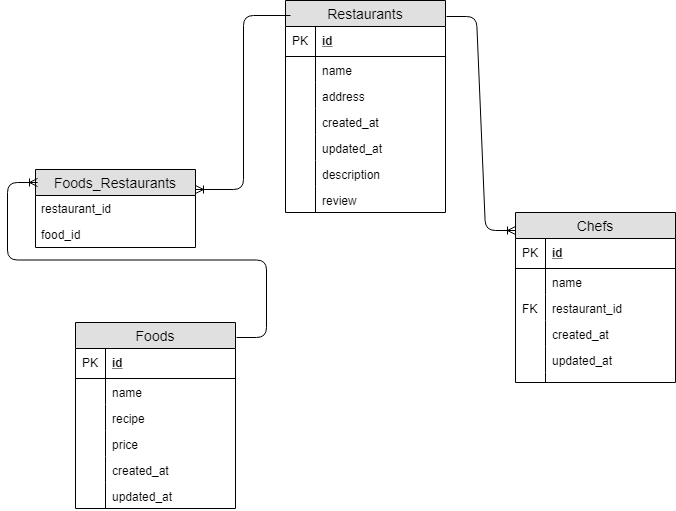 Restaurants
PK id
name
address
created_at
updated_at
description
review
Foods_Restaurants
restaurant_id
food_id
Chefs
PK id
name
FK restaurant_id
created_at
updated_at
Foods
PK id
name
recipe
price
created_at
updated_at